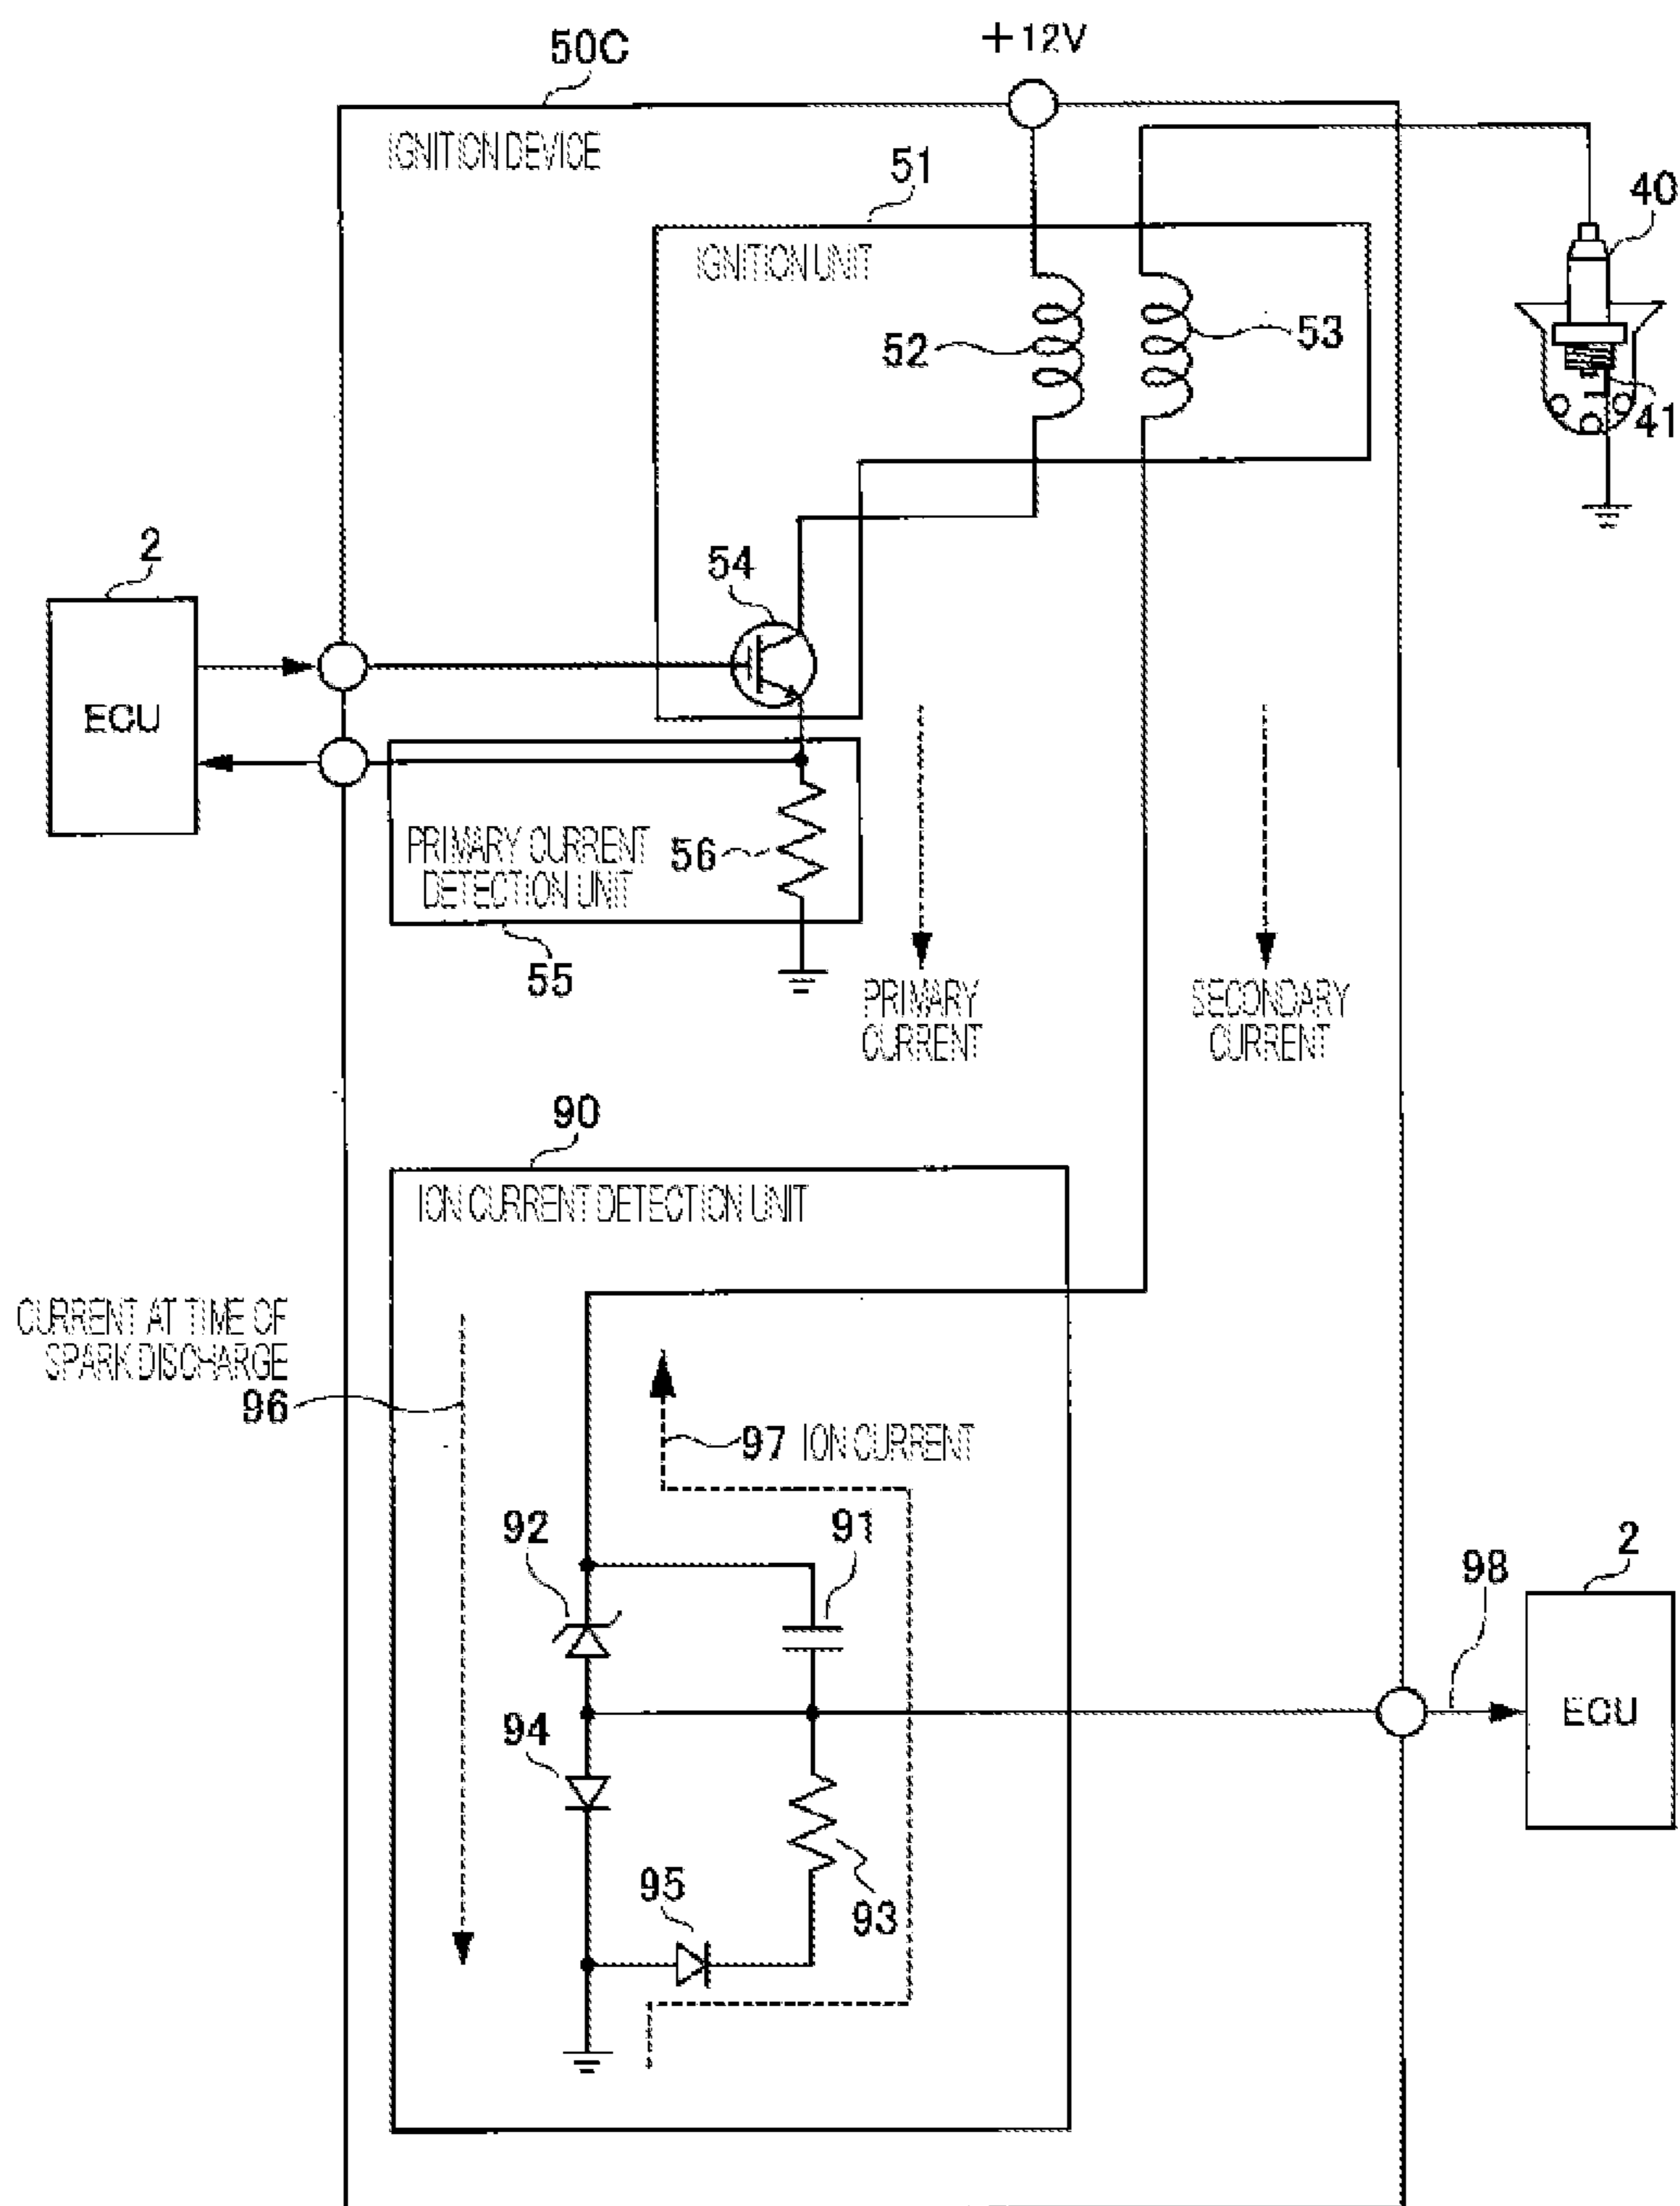 +12V
50C
IGNITION DEVICE
51
40
IGNITION UNIT
52
53
41
2
54
ECU
PRIMARY CURRENT
DETECTION UNIT
56
55
PRIMARY
CURRENT
SECONDARY
CURRENT
90
ION CURRENT DETECTION UNIT
CURRENT AT TIME OF
SPARK DISCHARGE
96
97 ION CURRENT
92
91
98
2
ECU
94
95
93